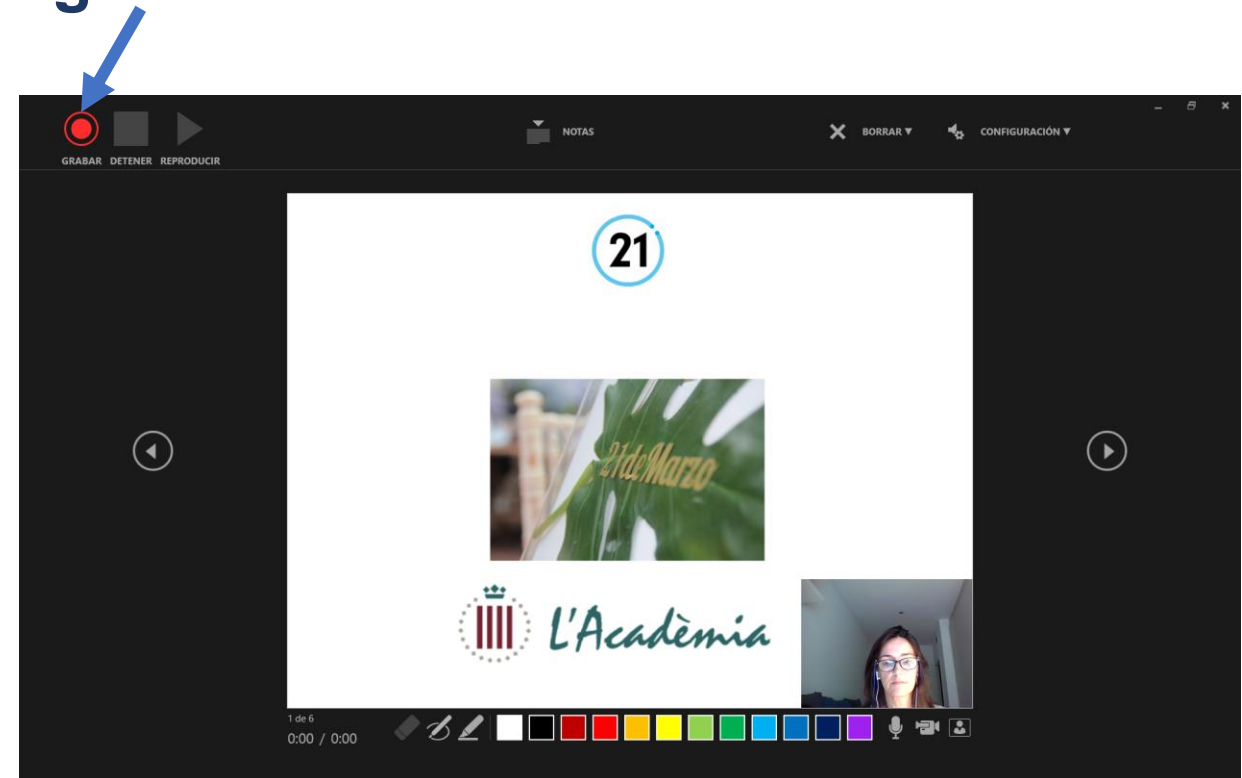 g
GRABAR DETENER REPRODUCIR
NOTAS
BORRAR
CONFIGURACIÓN
21
21deMarzo
L'Acadèmia
1 de 6
0:00 / 0:00